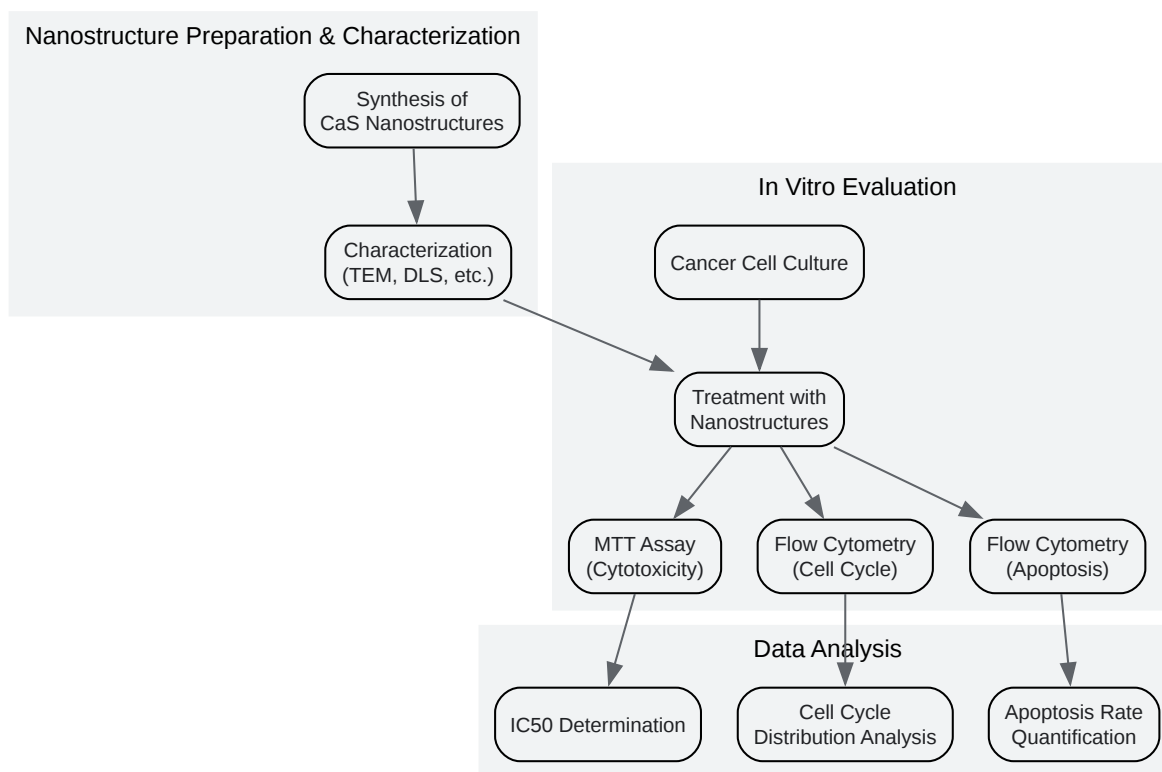 Nanostructure Preparation & Characterization
Synthesis of
CaS Nanostructures
Characterization
(TEM, DLS, etc.)
In Vitro Evaluation
Cancer Cell Culture
Treatment with
Nanostructures
MTT Assay
(Cytotoxicity)
Flow Cytometry
(Cell Cycle)
Flow Cytometry
(Apoptosis)
Data Analysis
IC50 Determination
Cell Cycle
Distribution Analysis
Apoptosis Rate
Quantification